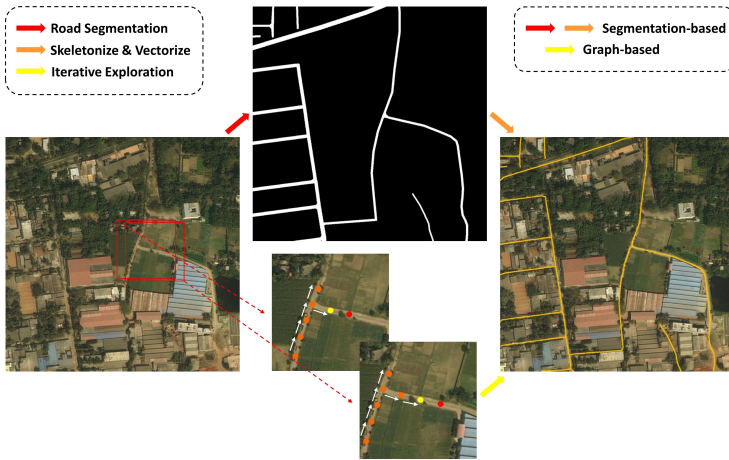 Road Segmentation
Skeletonize & Vectorize
Iterative Exploration
Segmentation-based
Graph-based